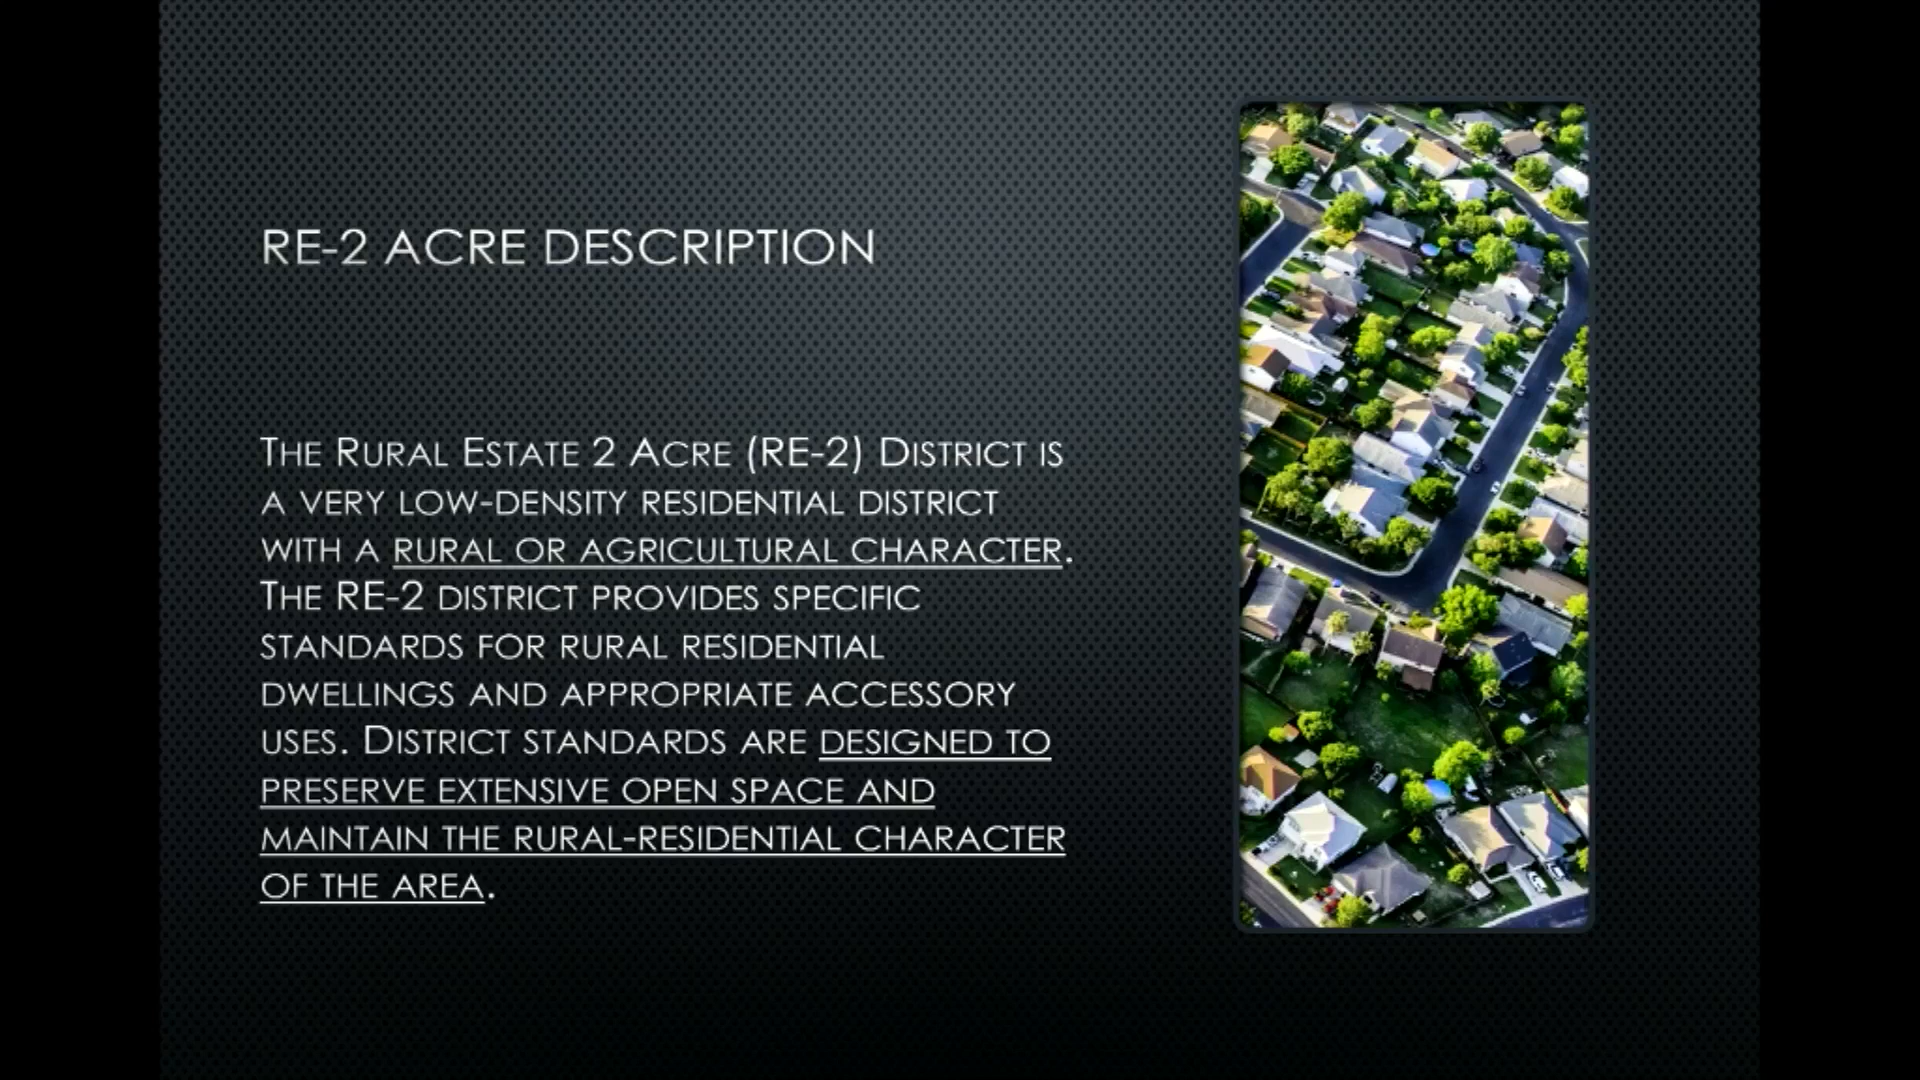 RE-2 ACRE DESCRIPTION
The Rural Estate 2 Acre (RE-2) District is
a very low-density residential district
with a rural or agricultural character.
The RE-2 district provides specific
standards for rural residential
dwellings and appropriate accessory
uses. District standards are designed to
preserve extensive open space and
maintain the rural-residential character
of the area.